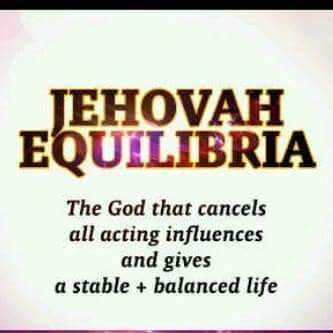 JEHOVAH
EQUILIBRIA
The God that cancels
all acting influences
and gives
a stable + balanced life